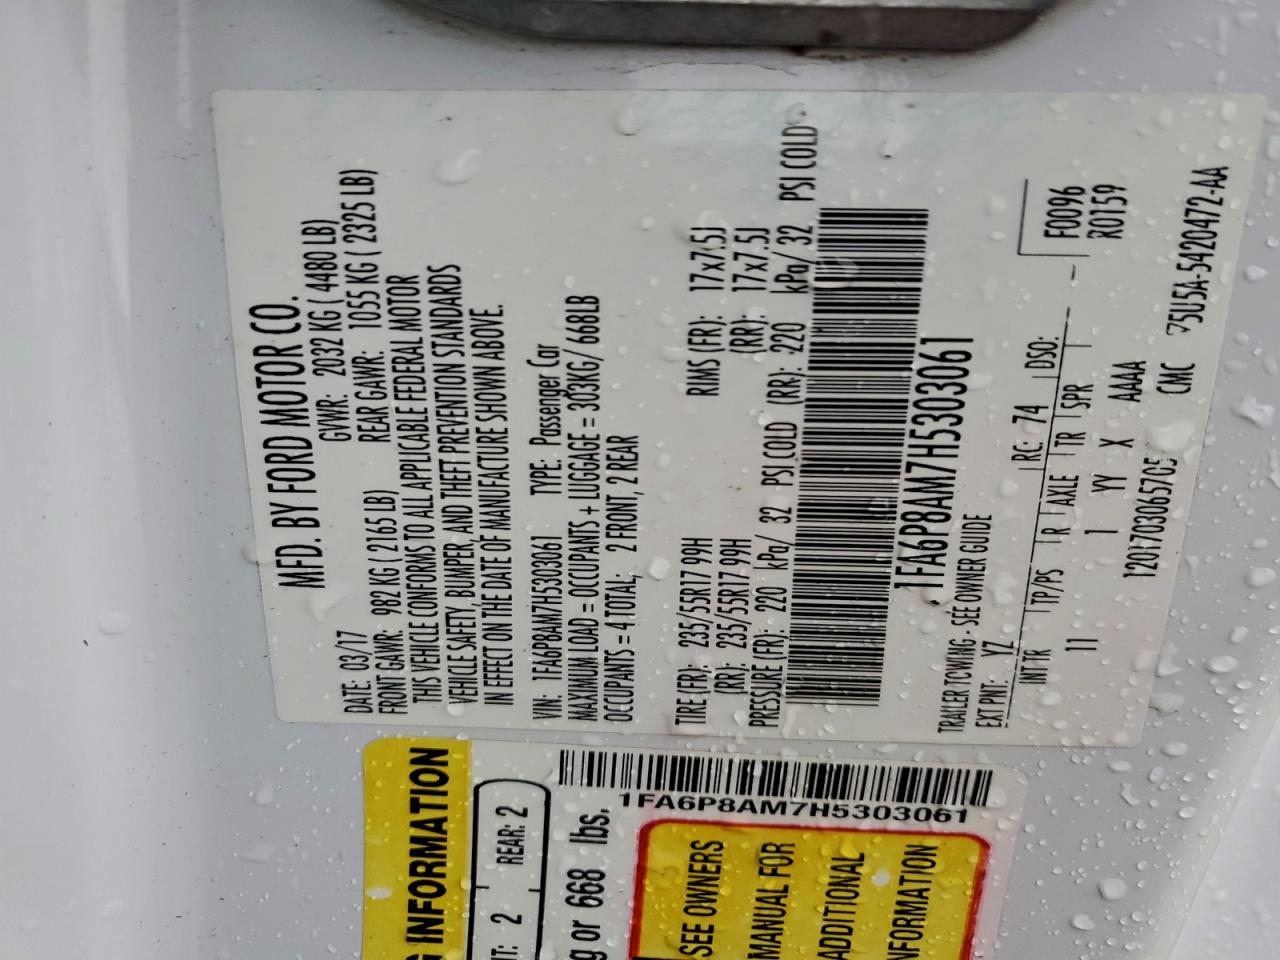 MFD. BY FORD MOTOR CO.
DATE: 03/17 GVWR: 2032 KG ( 4480 LB)
FRONT GAWR: 982 KG ( 2165 LB) REAR GAWR: 1055 KG ( 2325 LB)
THIS VEHICLE CONFORMS TO ALL APPLICABLE FEDERAL MOTOR
VEHICLE SAFETY, BUMPER, AND THEFT PREVENTION STANDARDS
IN EFFECT ON THE DATE OF MANUFACTURE SHOWN ABOVE.
VIN: 1FA6P8AM7H5303061 TYPE: Passenger Car
MAXIMUM LOAD = OCCUPANTS + LUGGAGE = 303KG/ 668LB
OCCUPANTS = 4 TOTAL, 2 FRONT, 2 REAR
TIRE (FR): 235/55R17 99H RIMS (FR): 17x7.5J
(RR): 235/55R17 99H (RR): 17x7.5J
PRESSURE (FR): 220 kPa/ 32 PSI COLD (RR): 220 kPa/ 32 PSI COLD
1FA6P8AM7H5303061
TRAILER TOWING - SEE OWNER GUIDE
EXT PNT: YZ RC: 74 DSO: F0096
INT TR TP/PS R AXLE TR SPR R0159
11 1 YY X AAAA
1201703065705 CMC 5U5A-5420472-AA
G INFORMATION
NT: 2 REAR: 2
g or 668 lbs.
1FA6P8AM7H5303061
SEE OWNERS
MANUAL FOR
ADDITIONAL
NFORMATION